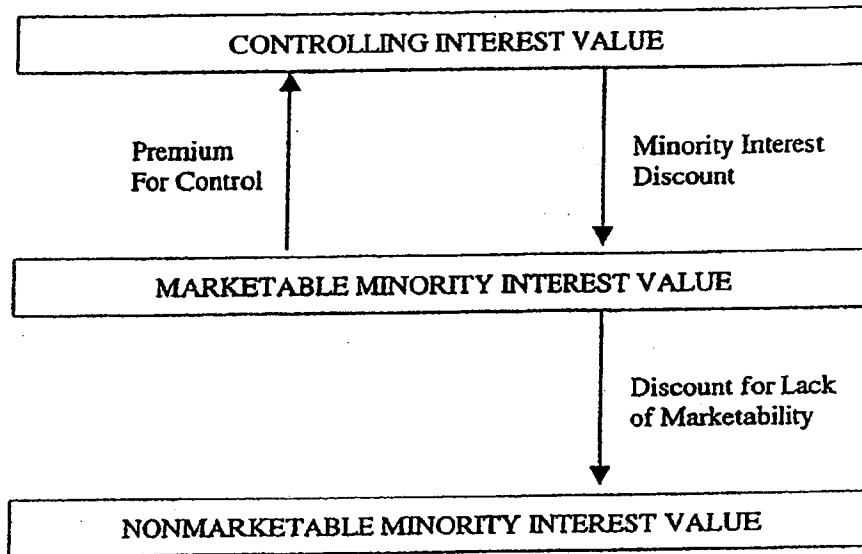 CONTROLLING INTEREST VALUE
Premium
For Control
Minority Interest
Discount
MARKETABLE MINORITY INTEREST VALUE
Discount for Lack
of Marketability
NONMARKETABLE MINORITY INTEREST VALUE